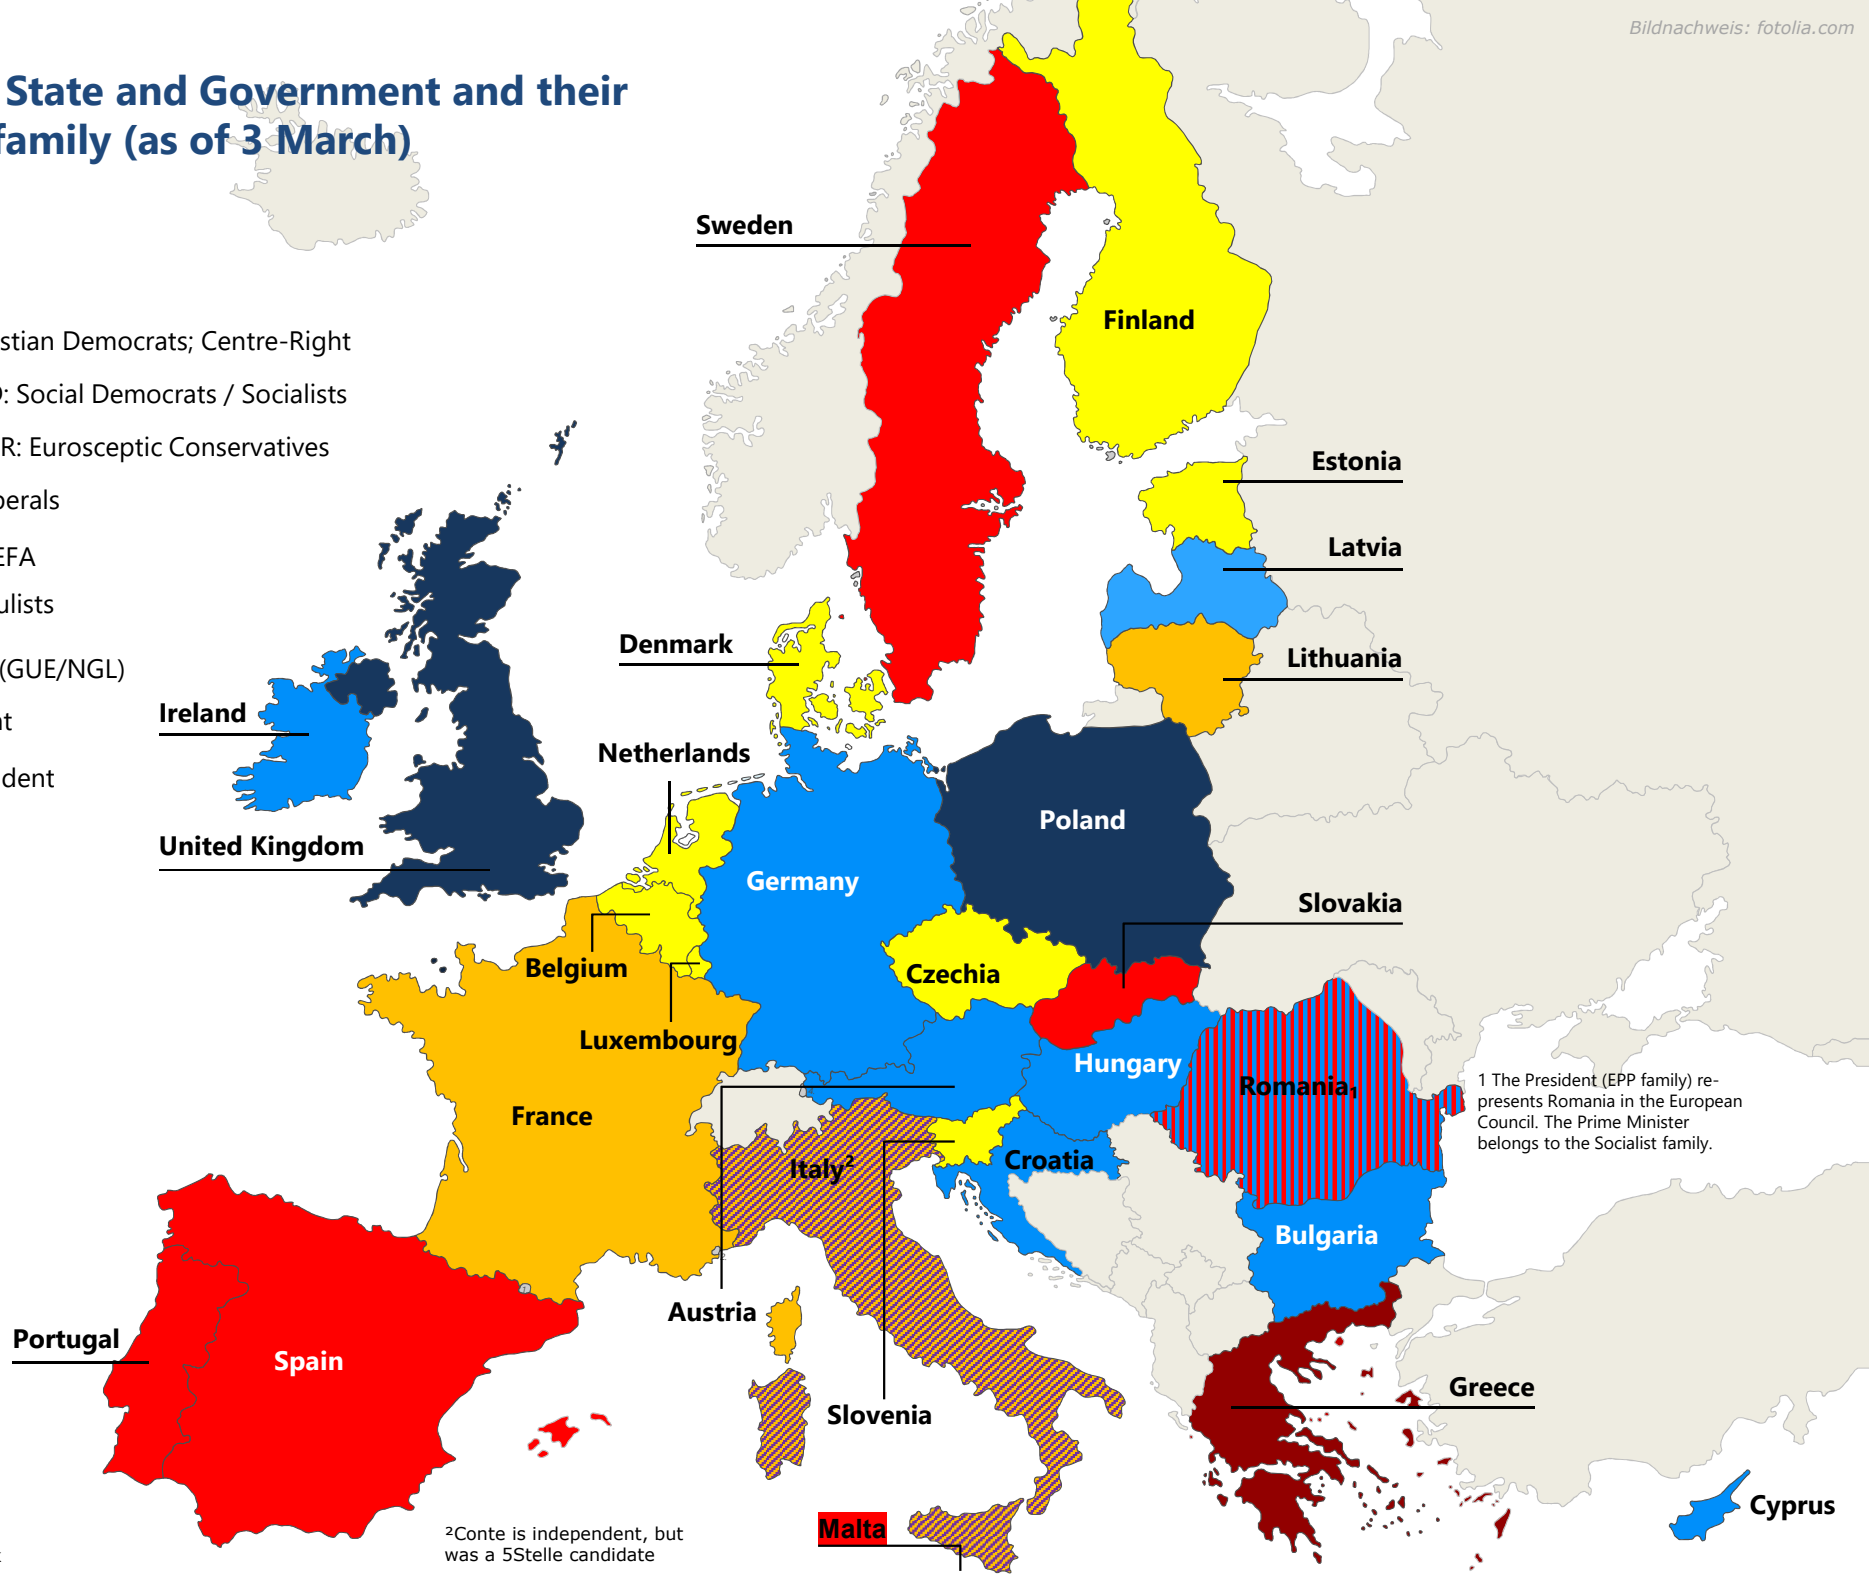 Bildnachweis: fotolia.com
State and Government and their
family (as of 3 March)
stian Democrats; Centre-Right
: Social Democrats / Socialists
R: Eurosceptic Conservatives
erals
EFA
ulists
(GUE/NGL)
t
dent
Sweden
Finland
Estonia
Latvia
Lithuania
Denmark
Ireland
Netherlands
United Kingdom
Poland
Germany
Slovakia
Belgium
Czechia
Luxembourg
Hungary
Romania₁
1 The President (EPP family) re-
presents Romania in the European
Council. The Prime Minister
belongs to the Socialist family.
France
Italy²
Croatia
Bulgaria
Austria
Portugal
Spain
Slovenia
Greece
Cyprus
Malta
²Conte is independent, but
was a 5Stelle candidate